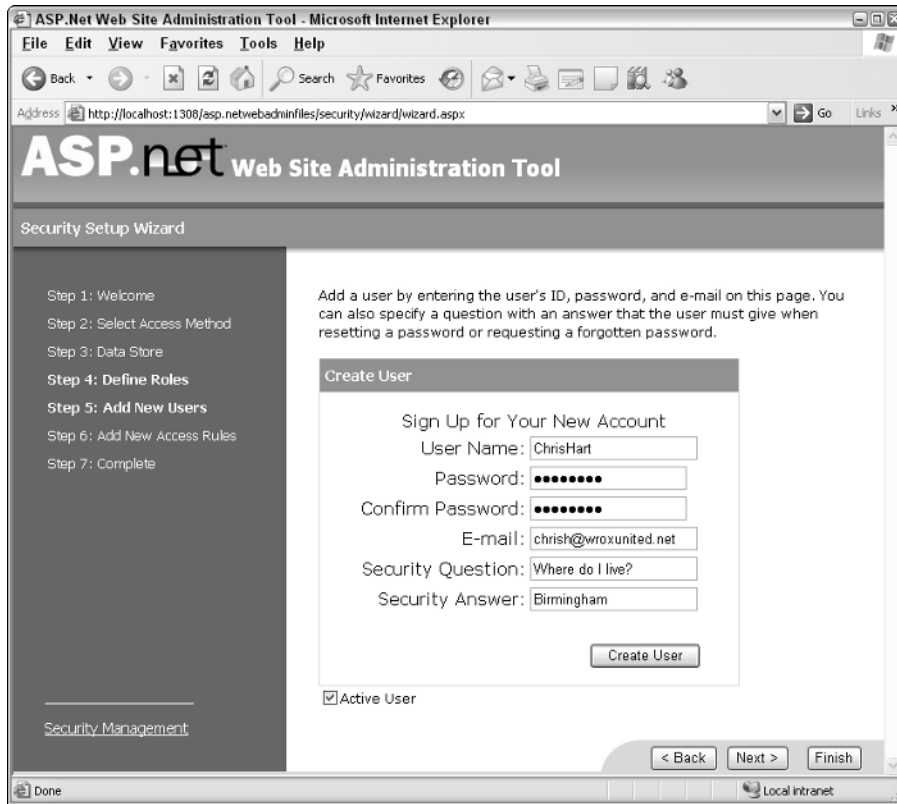 ASP.Net Web Site Administration Tool - Microsoft Internet Explorer
File Edit View Favorites Tools Help
Back Search Favorites
Address http://localhost:1308/asp.netwebadminfiles/security/wizard/wizard.aspx Go Links »
ASP.net Web Site Administration Tool
Security Setup Wizard
Step 1: Welcome
Step 2: Select Access Method
Step 3: Data Store
Step 4: Define Roles
Step 5: Add New Users
Step 6: Add New Access Rules
Step 7: Complete
Security Management
Add a user by entering the user's ID, password, and e-mail on this page. You
can also specify a question with an answer that the user must give when
resetting a password or requesting a forgotten password.
Create User
Sign Up for Your New Account
User Name: ChrisHart
Password: ●●●●●●●●
Confirm Password: ●●●●●●●●
E-mail: chrish@wroxunited.net
Security Question: Where do I live?
Security Answer: Birmingham
Create User
Active User
< Back Next > Finish
Done Local intranet